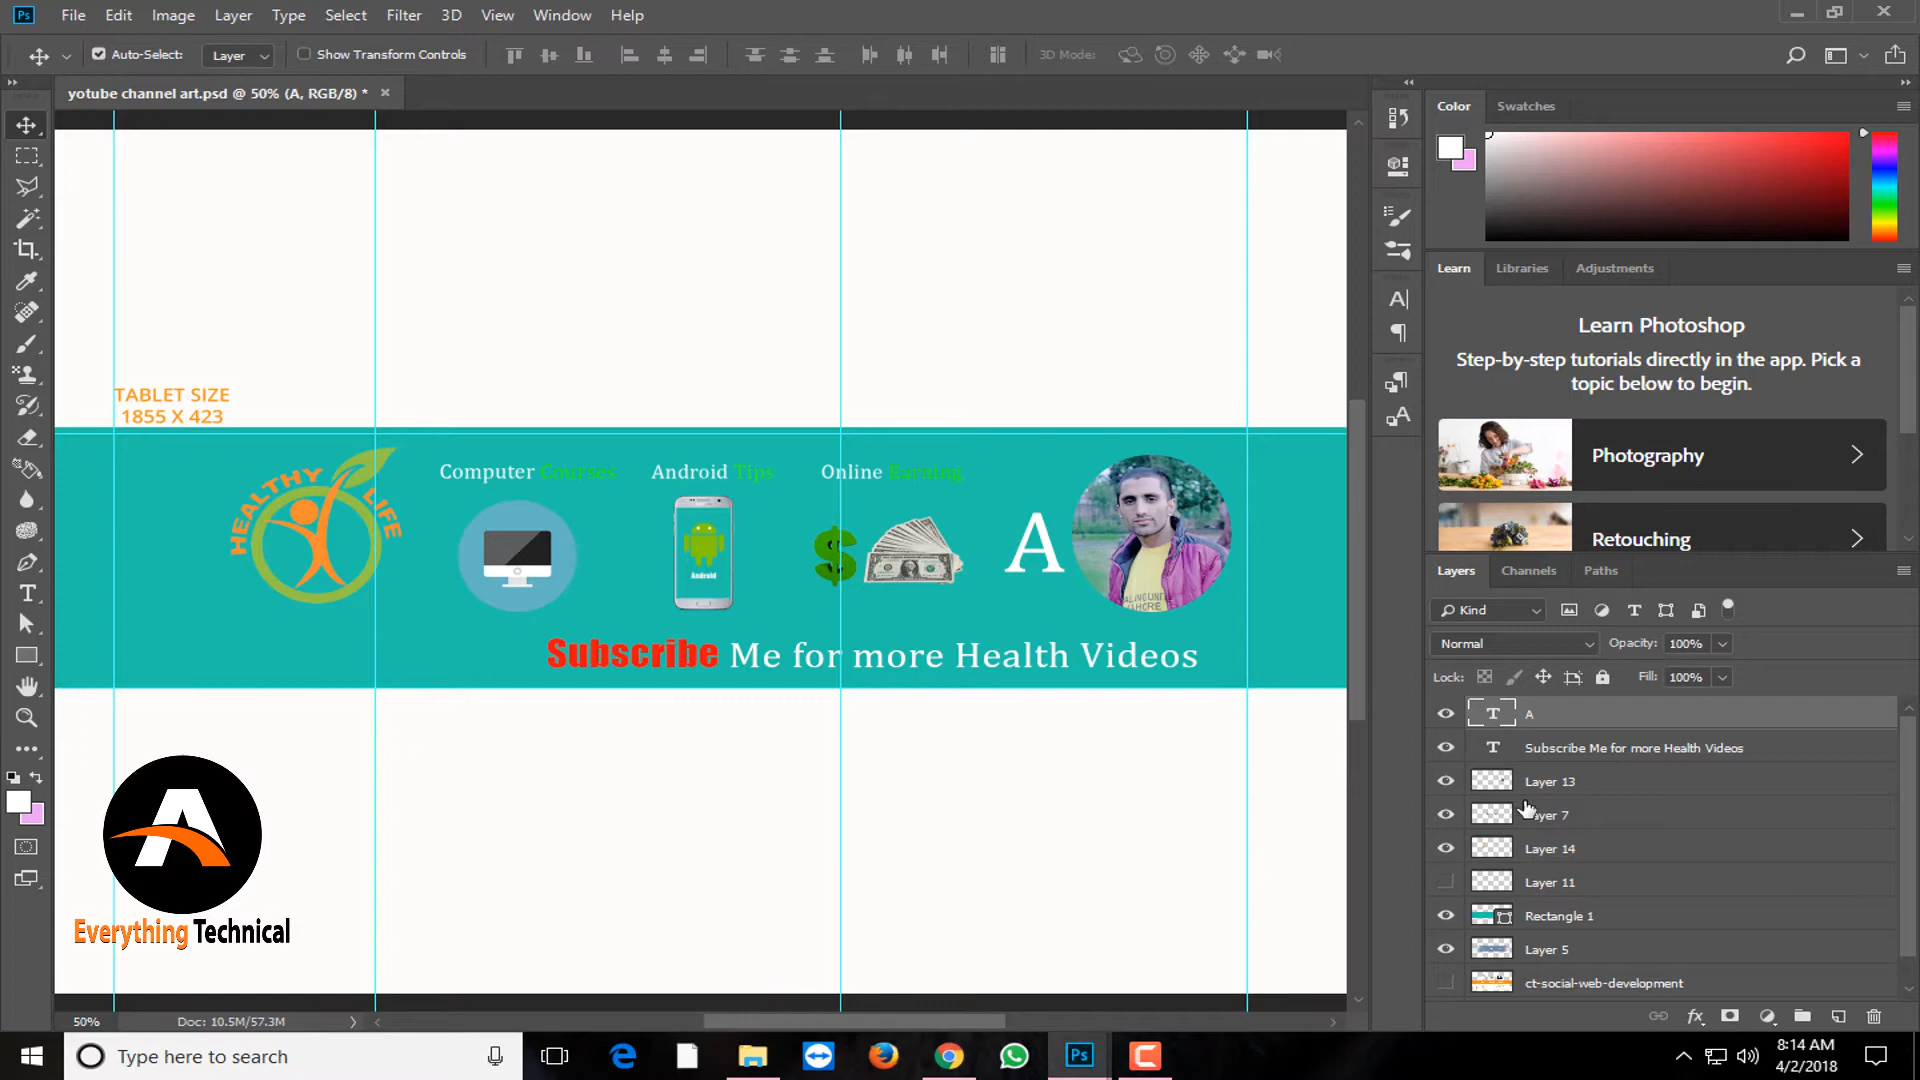 Ps File Edit Image Layer Type Select Filter 3D View Window Help
Auto-Select: Layer Show Transform Controls 3D Mode:
yotube channel art.psd @ 50% (A, RGB/8) *
Color Swatches
Learn Libraries Adjustments
Learn Photoshop
Step-by-step tutorials directly in the app. Pick a
topic below to begin.
Photography
Retouching
TABLET SIZE
1855 X 423
HEALTHY LIFE
Computer Courses Android Tips Online Earning
$
A
Android
Subscribe Me for more Health Videos
A
Everything Technical
Layers Channels Paths
Kind
Normal Opacity: 100%
Lock: Fill: 100%
T A
T Subscribe Me for more Health Videos
Layer 13
Layer 7
Layer 14
Layer 11
Rectangle 1
Layer 5
ct-social-web-development
50% Doc: 10.5M/57.3M
Type here to search
Ps
8:14 AM
4/2/2018